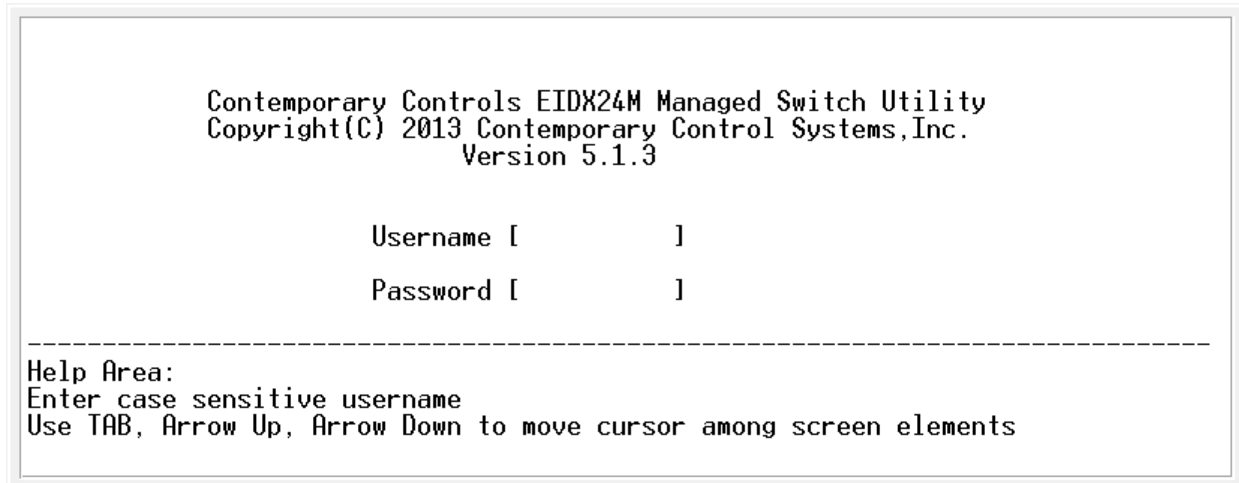 Contemporary Controls EIDX24M Managed Switch Utility
Copyright(C) 2013 Contemporary Control Systems,Inc.
Version 5.1.3
Username [          ]
Password [          ]
--------------------------------------------------------------------------------
Help Area:
Enter case sensitive username
Use TAB, Arrow Up, Arrow Down to move cursor among screen elements